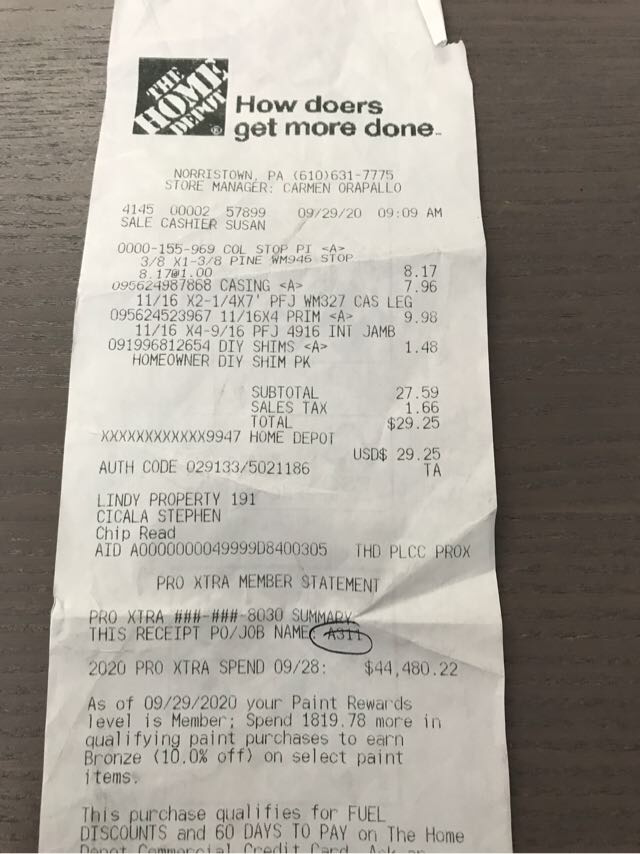 THE
HOME
DEPOT®
How doers
get more done™
NORRISTOWN, PA (610)631-7775
STORE MANAGER: CARMEN ORAPALLO
4145 00002 57899 09/29/20 09:09 AM
SALE CASHIER SUSAN
0000-155-969 COL STOP PI <A>
3/8 X1-3/8 PINE WM946 STOP
8.17@1.00 8.17
095624987868 CASING <A> 7.96
11/16 X2-1/4X7' PFJ WM327 CAS LEG
095624523967 11/16X4 PRIM <A> 9.98
11/16 X4-9/16 PFJ 4916 INT JAMB
091996812654 DIY SHIMS <A> 1.48
HOMEOWNER DIY SHIM PK
SUBTOTAL 27.59
SALES TAX 1.66
TOTAL $29.25
XXXXXXXXXXXX9947 HOME DEPOT
USD$ 29.25
AUTH CODE 029133/5021186 TA
LINDY PROPERTY 191
CICALA STEPHEN
Chip Read
AID A0000000049999D8400305 THD PLCC PROX
PRO XTRA MEMBER STATEMENT
PRO XTRA ###-###-8030 SUMMARY
THIS RECEIPT PO/JOB NAME: A311
2020 PRO XTRA SPEND 09/28: $44,480.22
As of 09/29/2020 your Paint Rewards
level is Member; Spend 1819.78 more in
qualifying paint purchases to earn
Bronze (10.0% off) on select paint
items.
This purchase qualifies for FUEL
DISCOUNTS and 60 DAYS TO PAY on The Home
Depot Commercial Credit Card. Ask an